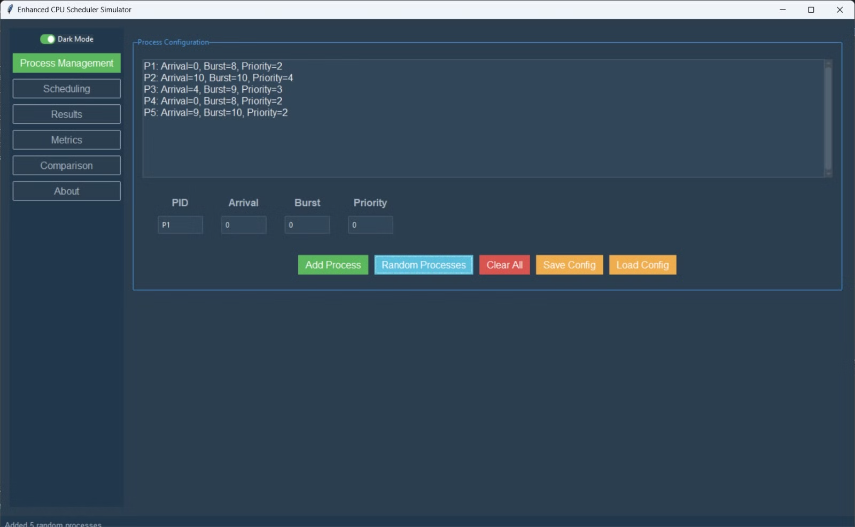 Enhanced CPU Scheduler Simulator
Dark Mode
Process Management
Scheduling
Results
Metrics
Comparison
About
Process Configuration
P1: Arrival=0, Burst=8, Priority=2
P2: Arrival=10, Burst=10, Priority=4
P3: Arrival=4, Burst=9, Priority=3
P4: Arrival=0, Burst=8, Priority=2
P5: Arrival=9, Burst=10, Priority=2
PID Arrival Burst Priority
P1 0 0 0
Add Process Random Processes Clear All Save Config Load Config
Added 5 random processes